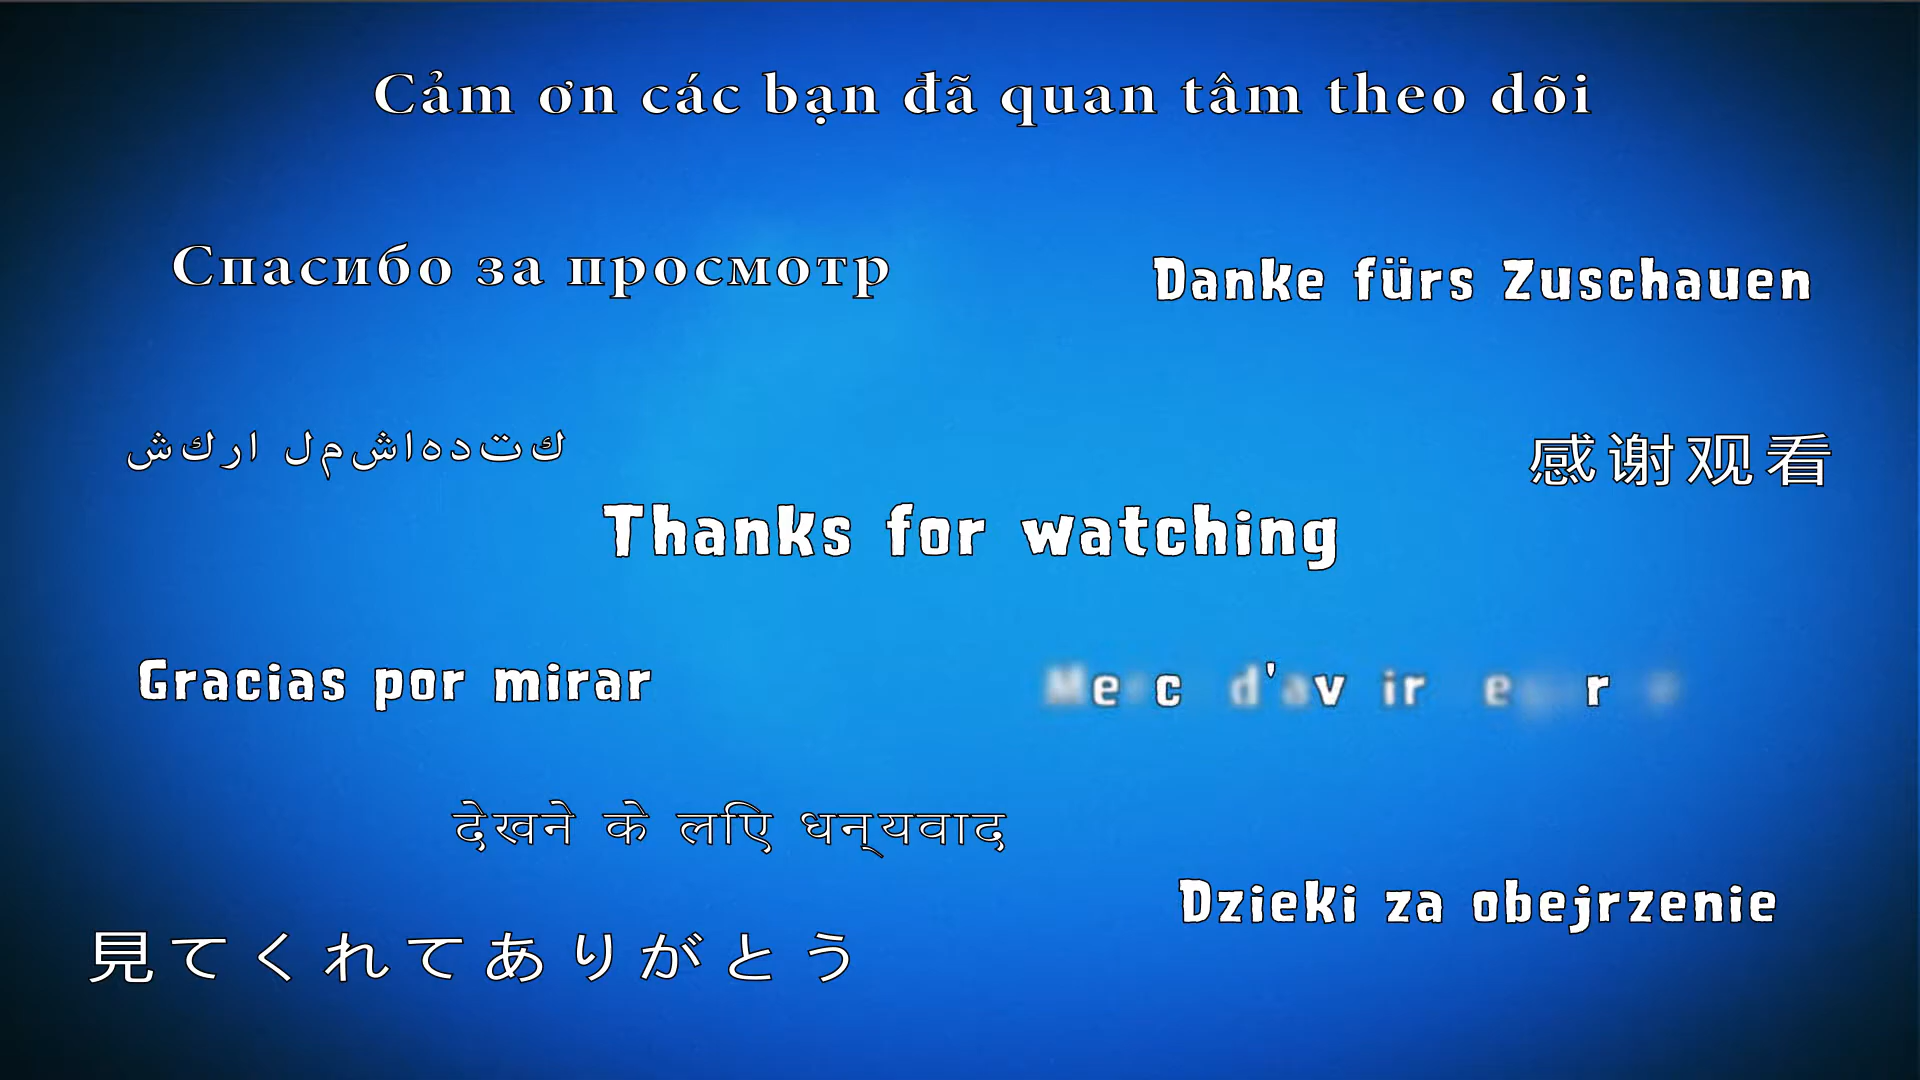 Cảm ơn các bạn đã quan tâm theo dõi
Спасибо за просмотр
Danke fürs Zuschauen
شكرا لمشاهدتك
感谢观看
Thanks for watching
Gracias por mirar
देखने के लिए धन्यवाद
Dzieki za obejrzenie
見てくれてありがとう